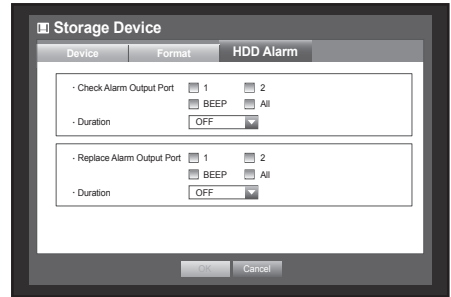 Storage Device
Device Format HDD Alarm
· Check Alarm Output Port 1 2
BEEP All
· Duration OFF
· Replace Alarm Output Port 1 2
BEEP All
· Duration OFF
OK Cancel